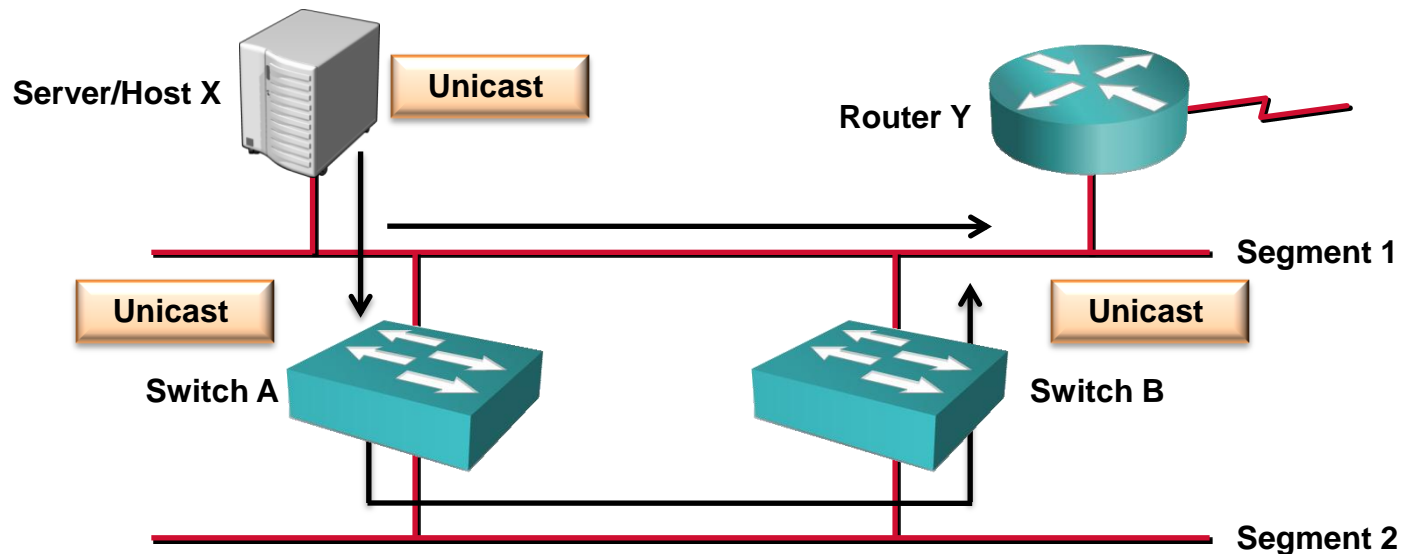 Unicast
Server/Host X
Router Y
Segment 1
Unicast
Unicast
Switch A
Switch B
Segment 2